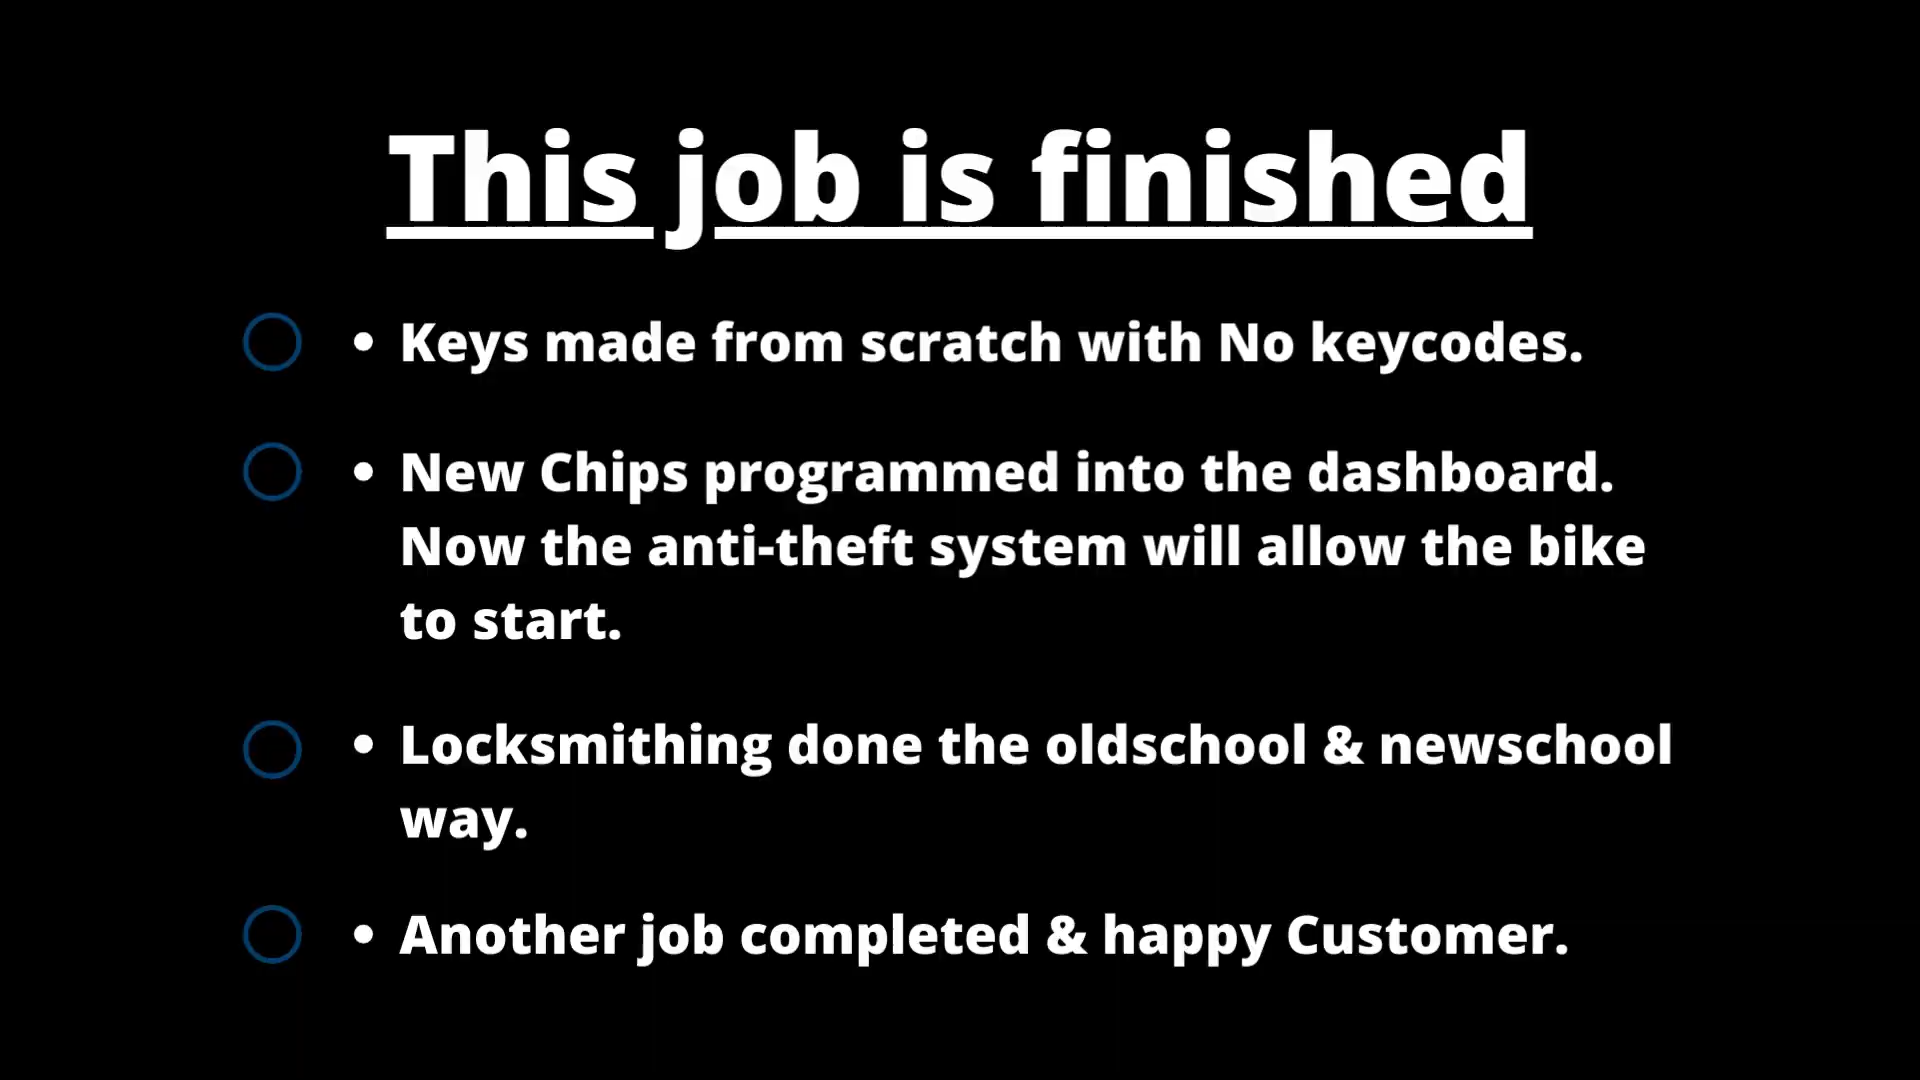 This job is finished
• Keys made from scratch with No keycodes.
• New Chips programmed into the dashboard.
Now the anti-theft system will allow the bike
to start.
• Locksmithing done the oldschool & newschool
way.
• Another job completed & happy Customer.